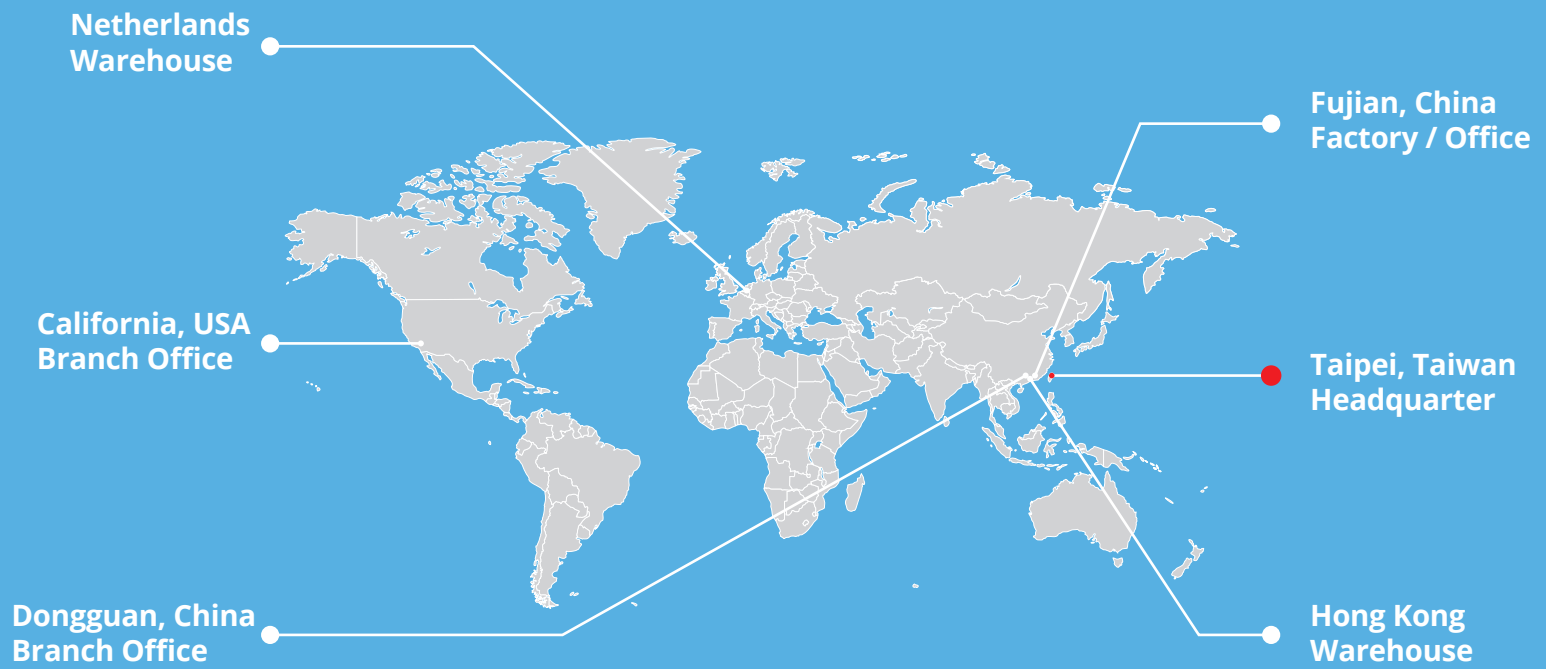 Netherlands
Warehouse
Fujian, China
Factory / Office
California, USA
Branch Office
Taipei, Taiwan
Headquarter
Dongguan, China
Branch Office
Hong Kong
Warehouse